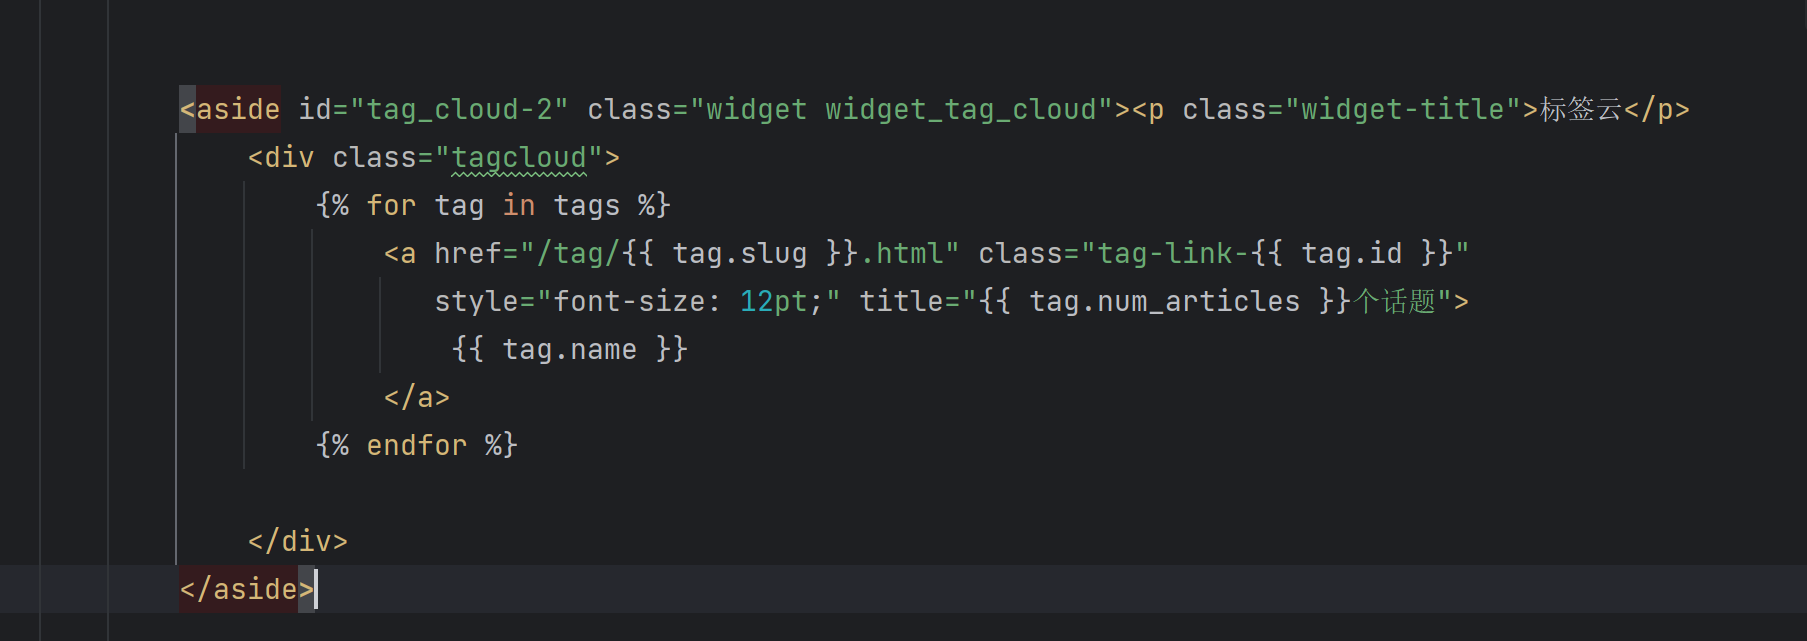 <aside id="tag_cloud-2" class="widget widget_tag_cloud"><p class="widget-title">标签云</p>
<div class="tagcloud">
{% for tag in tags %}
<a href="/tag/{{ tag.slug }}.html" class="tag-link-{{ tag.id }}"
style="font-size: 12pt;" title="{{ tag.num_articles }}个话题">
{{ tag.name }}
</a>
{% endfor %}
</div>
</aside>